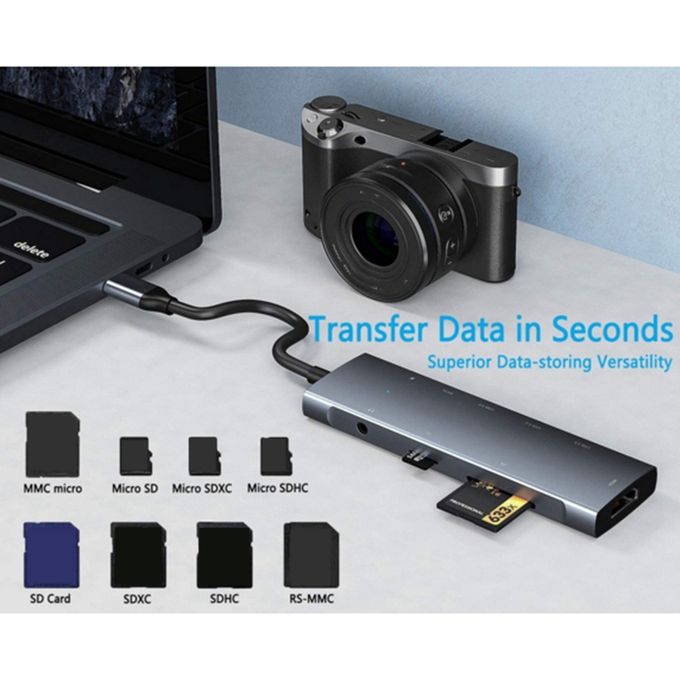 delete
Transfer Data in Seconds
Superior Data-storing Versatility
PROFESSIONAL
633x
MMC micro
Micro SD
Micro SDXC
Micro SDHC
SD Card
SDXC
SDHC
RS-MMC